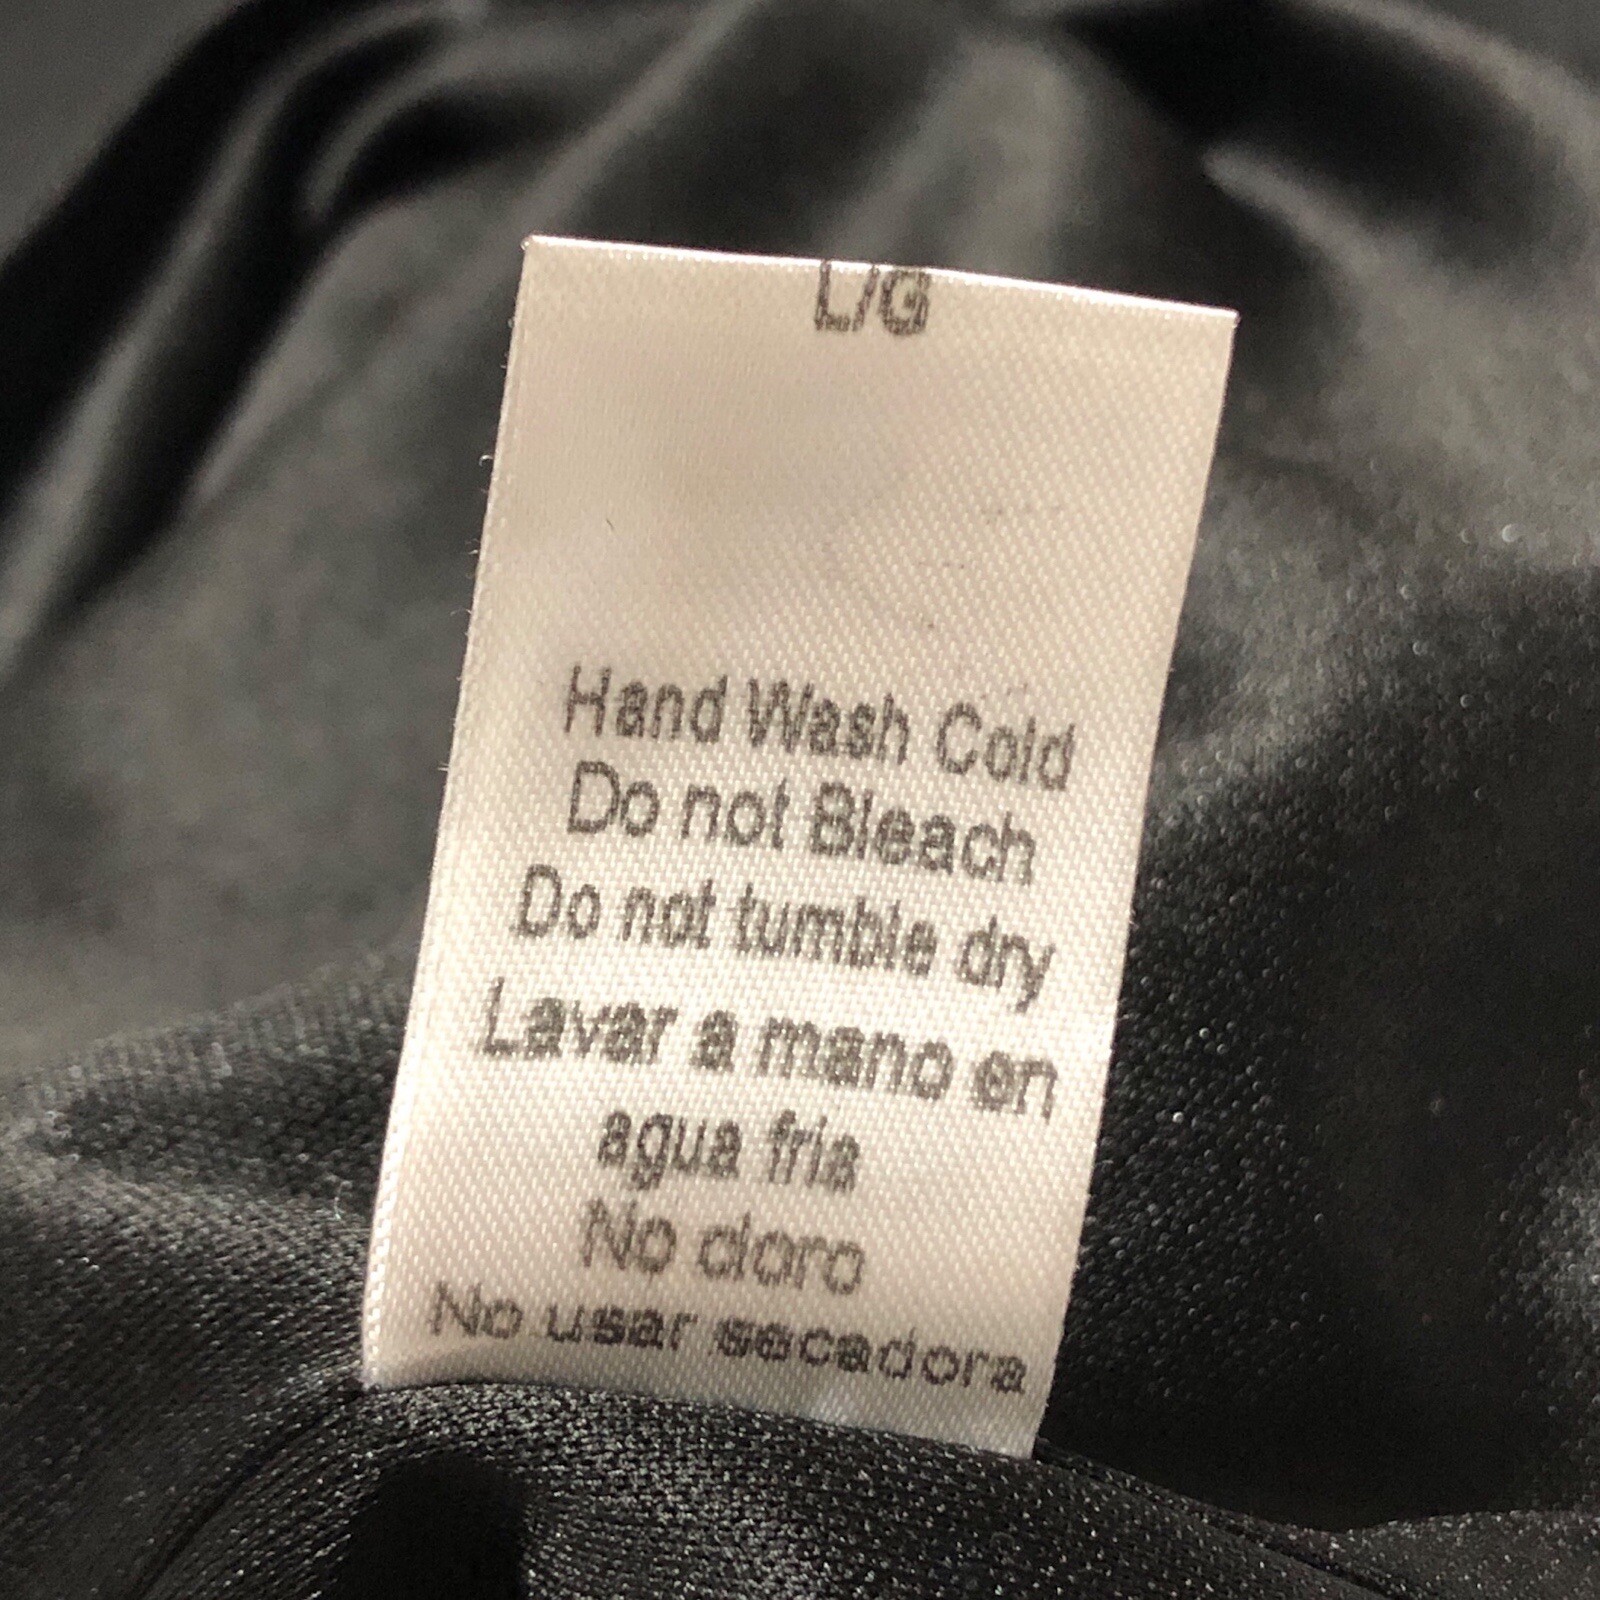 L/G
Hand Wash Cold
Do not Bleach
Do not tumble dry
Lavar a mano en
agua fria
No cloro
No usar secadora